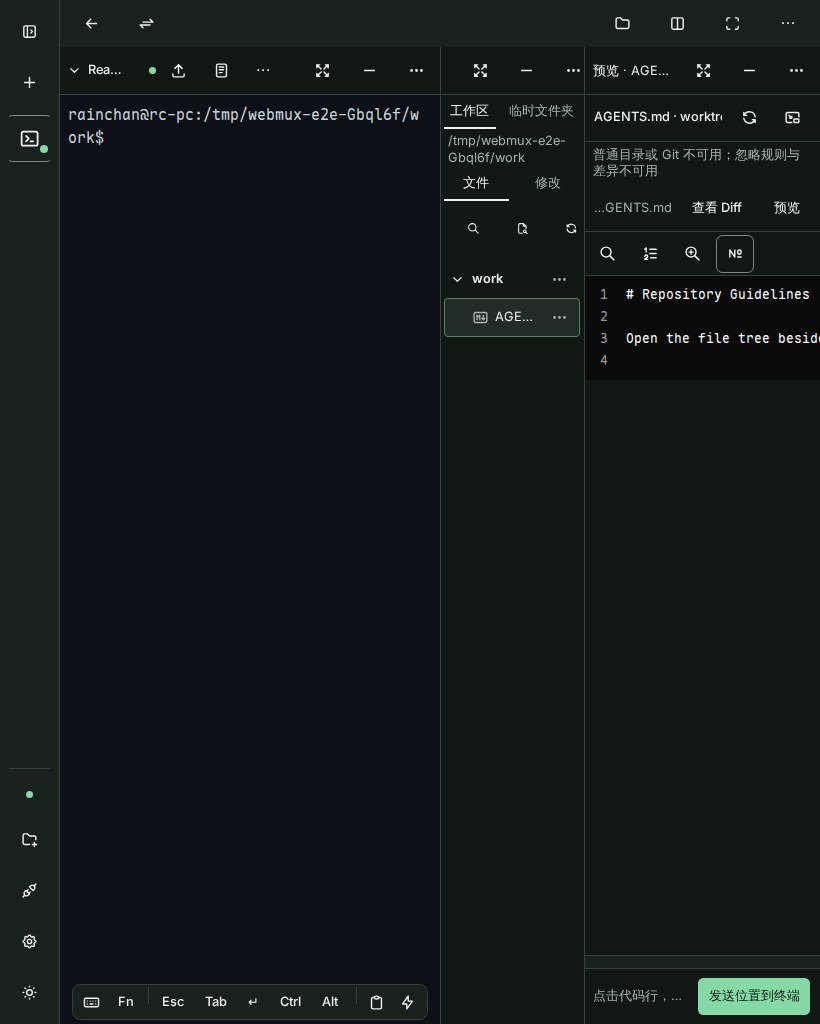 Rea...
预览 · AGE...
rainchan@rc-pc:/tmp/webmux-e2e-Gbql6f/w
ork$
工作区 临时文件夹
/tmp/webmux-e2e-
Gbql6f/work
文件 修改
work
AGE...
AGENTS.md · worktr
普通目录或 Git 不可用；忽略规则与
差异不可用
...GENTS.md 查看 Diff 预览
Nº
1 # Repository Guidelines
2
3 Open the file tree besid
4
Fn Esc Tab ↵ Ctrl Alt
点击代码行，... 发送位置到终端